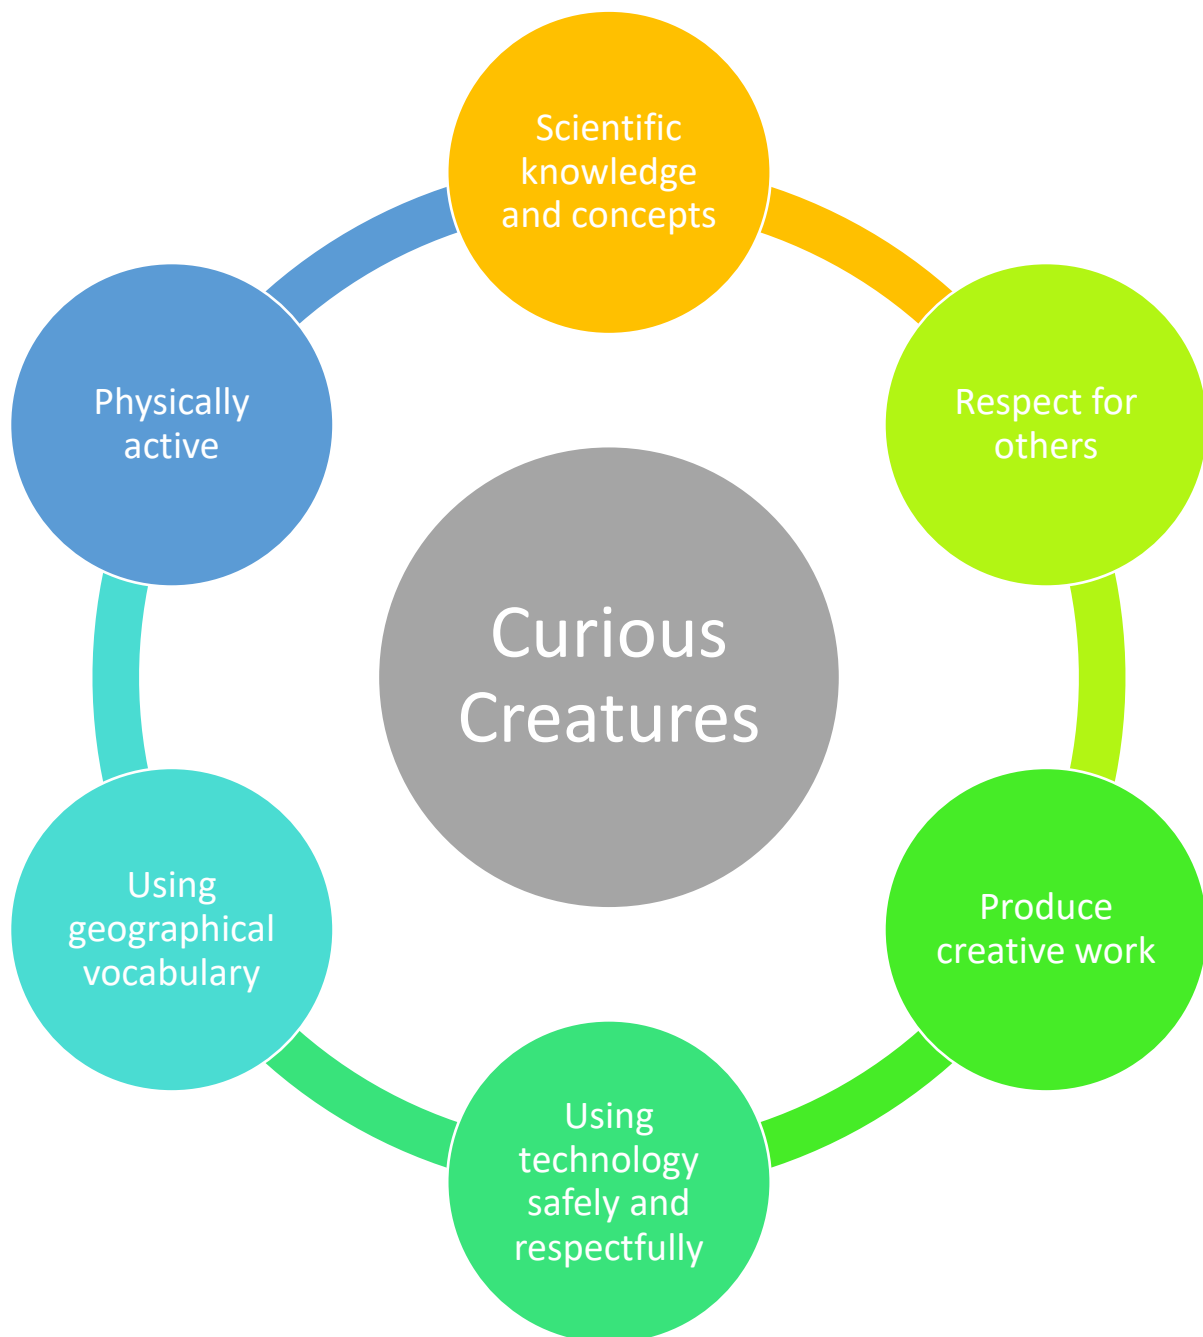 Scientific
knowledge
and concepts
Respect for
others
Produce
creative work
Using
technology
safely and
respectfully
Using
geographical
vocabulary
Physically
active
Curious
Creatures